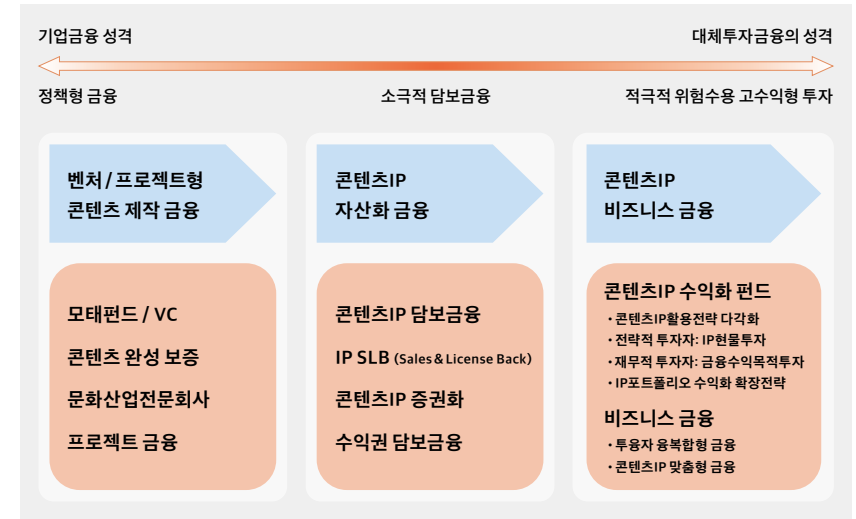 기업금융 성격
대체투자금융의 성격
정책형 금융
소극적 담보금융
적극적 위험수용 고수익형 투자
벤처 / 프로젝트형
콘텐츠 제작 금융
모태펀드 / VC
콘텐츠 완성 보증
문화산업전문회사
프로젝트 금융
콘텐츠IP
자산화 금융
콘텐츠IP 담보금융
IP SLB (Sales & License Back)
콘텐츠IP 증권화
수익권 담보금융
콘텐츠IP
비즈니스 금융
콘텐츠IP 수익화 펀드
· 콘텐츠IP활용전략 다각화
· 전략적 투자자: IP현물투자
· 재무적 투자자: 금융수익목적투자
· IP포트폴리오 수익화 확장전략
비즈니스 금융
· 투융자 융복합형 금융
· 콘텐츠IP 맞춤형 금융